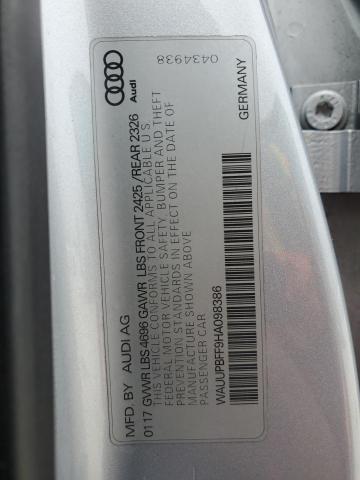 Audi
0434938
MFD. BY AUDI AG
0117 GVWR LBS 4696 GAWR LBS FRONT 2425 /REAR 2326
THIS VEHICLE CONFORMS TO ALL APPLICABLE U S
FEDERAL MOTOR VEHICLE SAFETY, BUMPER AND THEFT
PREVENTION STANDARDS IN EFFECT ON THE DATE OF
MANUFACTURE SHOWN ABOVE
PASSENGER CAR
WAUUPBFF9HA098386
GERMANY